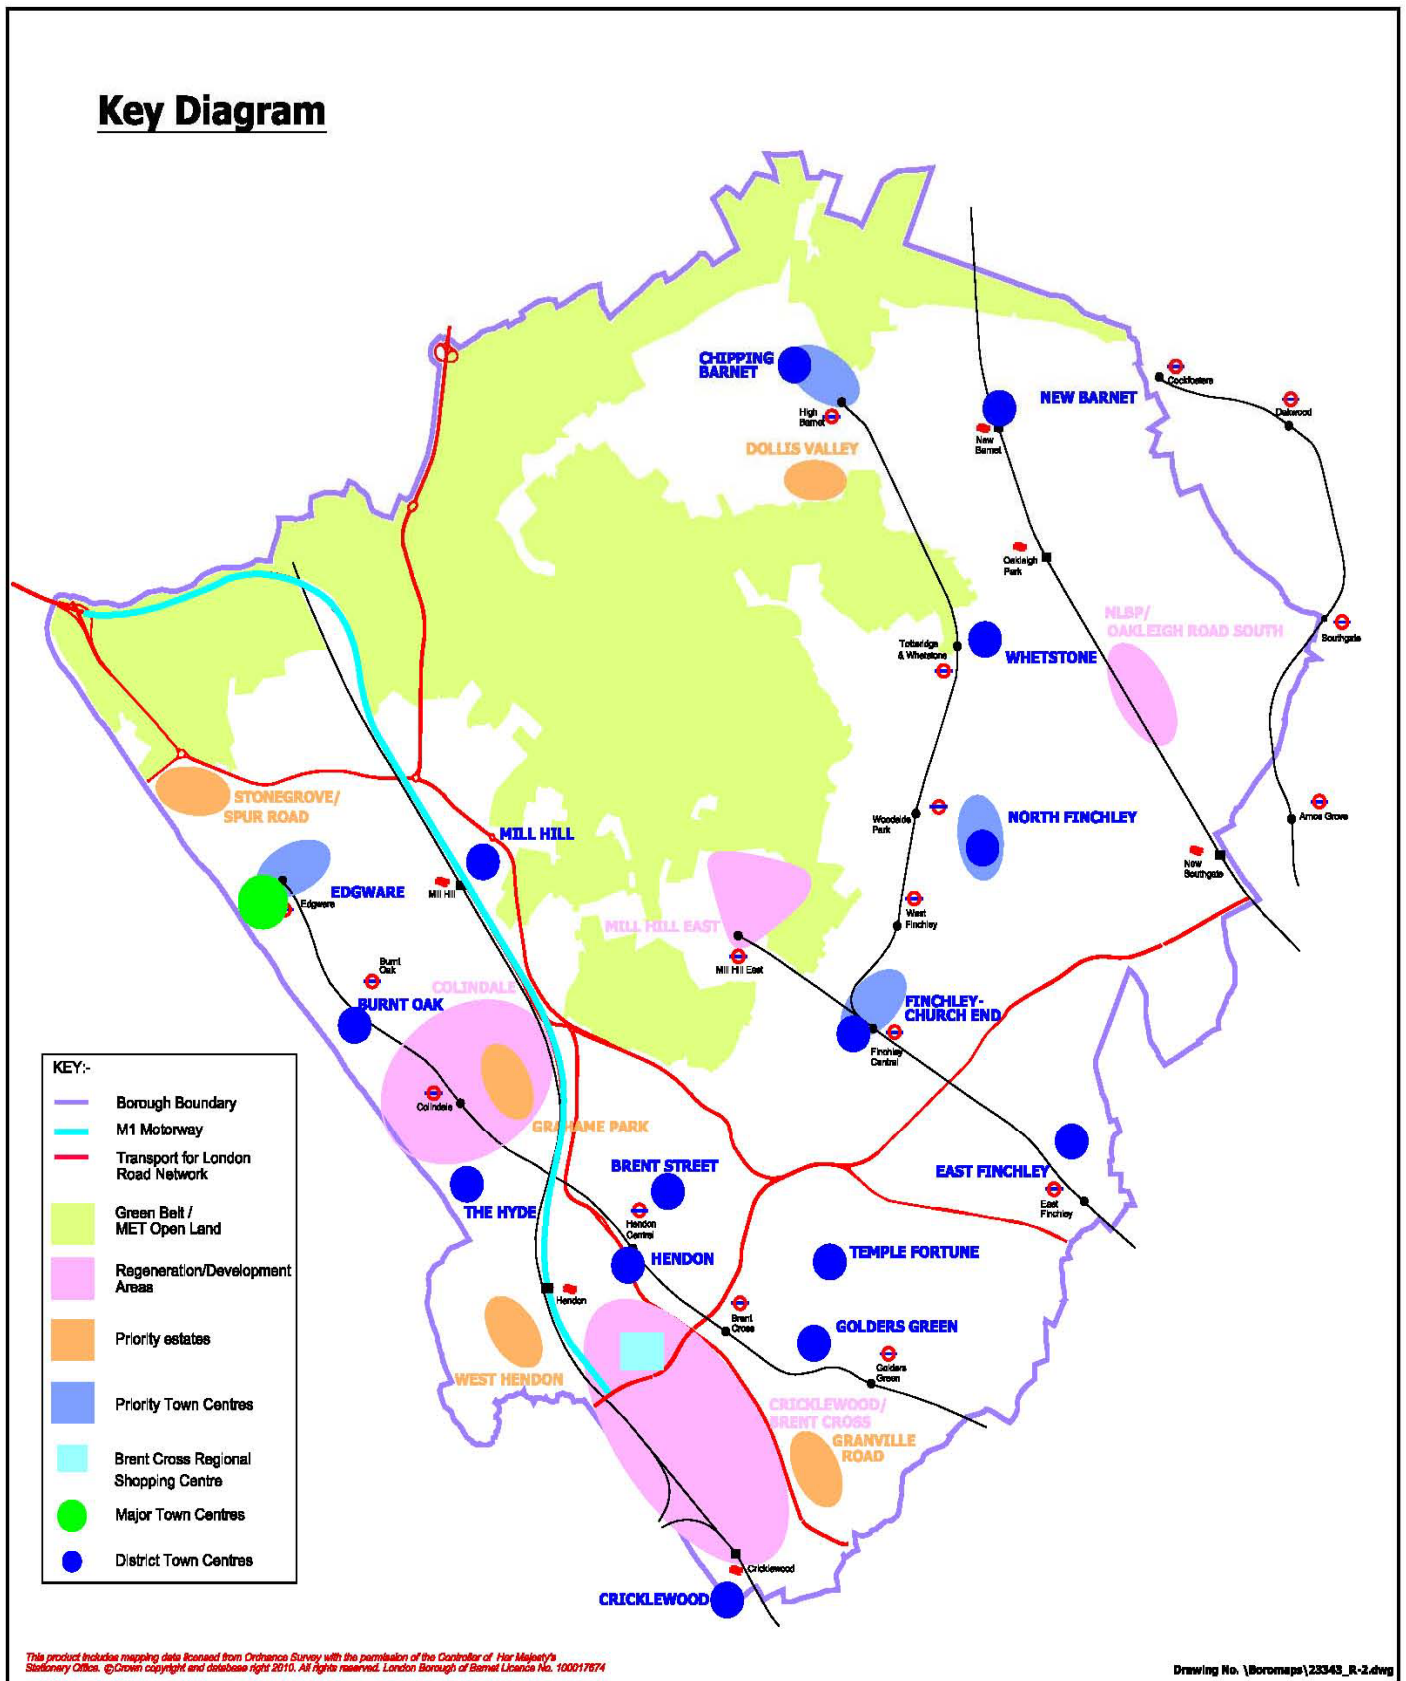 Key Diagram
CHIPPING
BARNET
High
Barnet
NEW BARNET
New
Barnet
Cockfosters
Oakwood
DOLLIS VALLEY
Oakleigh
Park
NLBP/
OAKLEIGH ROAD SOUTH
Southgate
Totteridge
& Whetstone
WHETSTONE
STONEGROVE/
SPUR ROAD
MILL HILL
Mill Hill
Woodside
Park
NORTH FINCHLEY
Arnos Grove
New
Southgate
EDGWARE
Edgware
MILL HILL EAST
Mill Hill East
West
Finchley
Burnt
Oak
BURNT OAK
COLINDALE
FINCHLEY-
CHURCH END
Finchley
Central
Colindale
GRAHAME PARK
BRENT STREET
EAST FINCHLEY
East
Finchley
THE HYDE
Hendon
Central
HENDON
TEMPLE FORTUNE
Hendon
Brent
Cross
GOLDERS GREEN
Golders
Green
WEST HENDON
CRICKLEWOOD/
BRENT CROSS
GRANVILLE
ROAD
Cricklewood
CRICKLEWOOD
KEY:-
Borough Boundary
M1 Motorway
Transport for London
Road Network
Green Belt /
MET Open Land
Regeneration/Development
Areas
Priority estates
Priority Town Centres
Brent Cross Regional
Shopping Centre
Major Town Centres
District Town Centres
This product includes mapping data licensed from Ordnance Survey with the permission of the Controller of Her Majesty's
Stationery Office. © Crown copyright and database right 2010. All rights reserved. London Borough of Barnet Licence No. 100017674
Drawing No. \Boromaps\23343_R-2.dwg